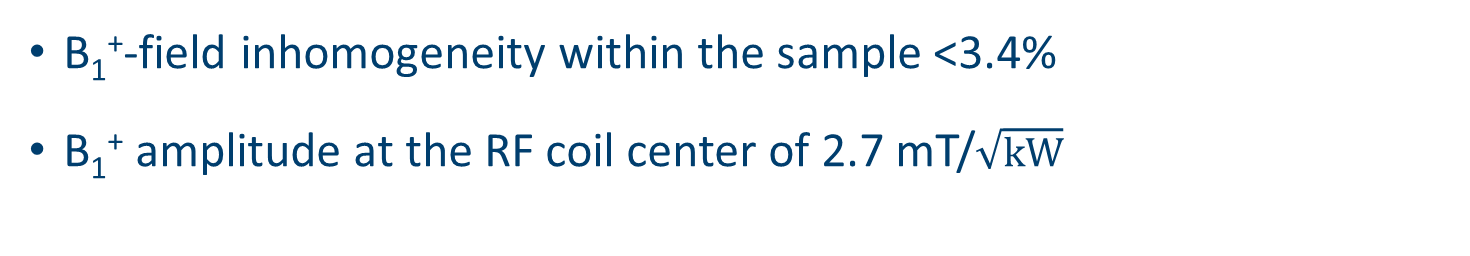 • B₁⁺-field inhomogeneity within the sample <3.4%
• B₁⁺ amplitude at the RF coil center of 2.7 mT/√kW